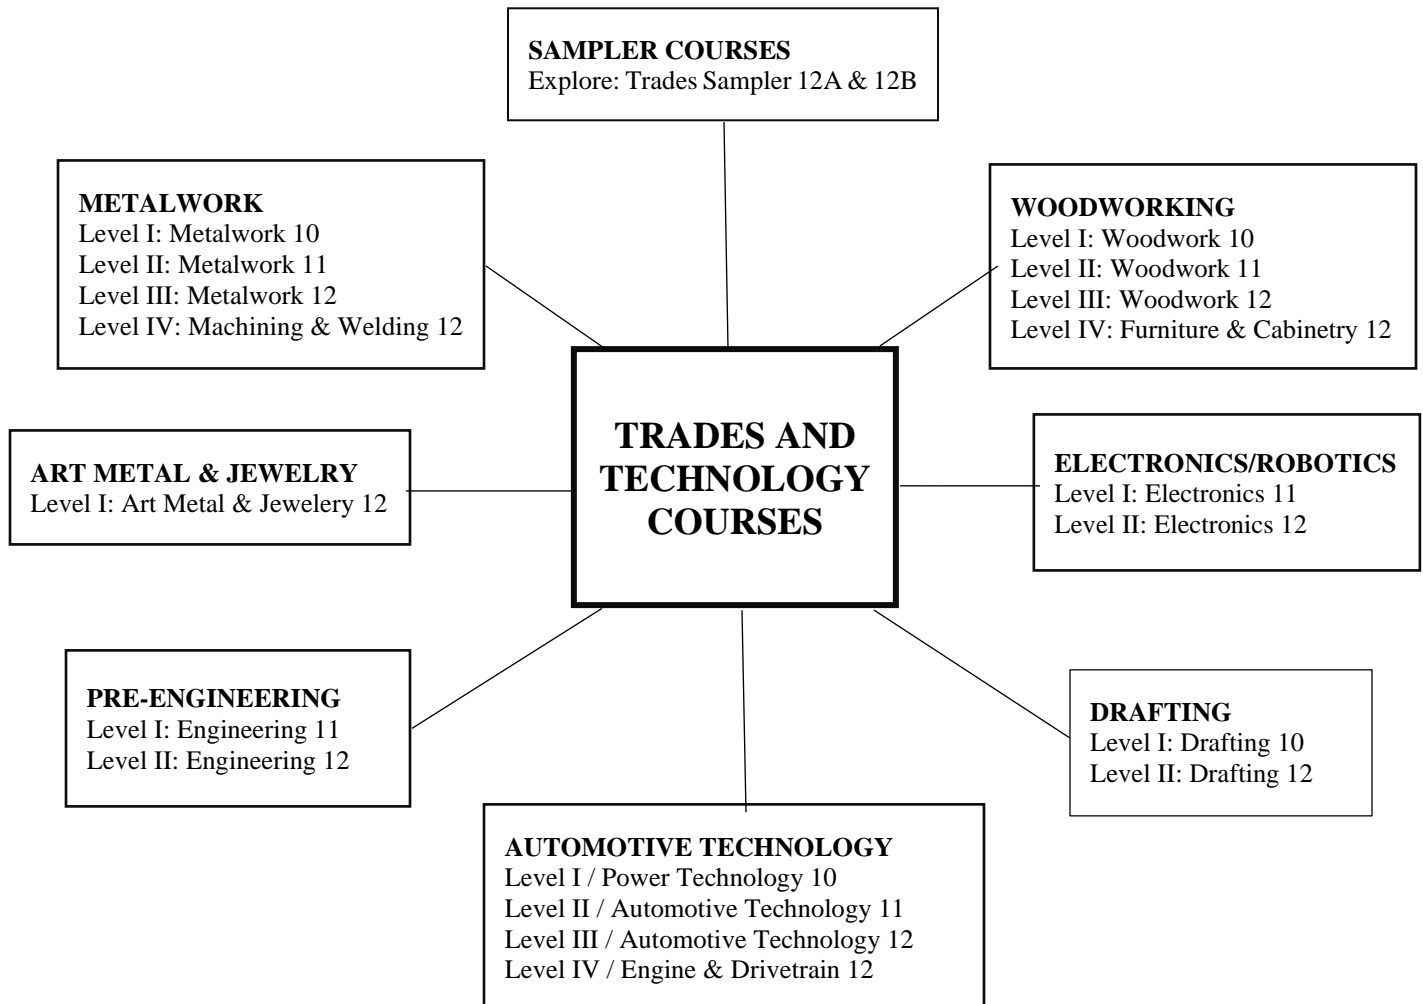 SAMPLER COURSES
Explore: Trades Sampler 12A & 12B
METALWORK
Level I: Metalwork 10
Level II: Metalwork 11
Level III: Metalwork 12
Level IV: Machining & Welding 12
WOODWORKING
Level I: Woodwork 10
Level II: Woodwork 11
Level III: Woodwork 12
Level IV: Furniture & Cabinetry 12
TRADES AND
TECHNOLOGY
COURSES
ART METAL & JEWELRY
Level I: Art Metal & Jewelery 12
ELECTRONICS/ROBOTICS
Level I: Electronics 11
Level II: Electronics 12
PRE-ENGINEERING
Level I: Engineering 11
Level II: Engineering 12
DRAFTING
Level I: Drafting 10
Level II: Drafting 12
AUTOMOTIVE TECHNOLOGY
Level I / Power Technology 10
Level II / Automotive Technology 11
Level III / Automotive Technology 12
Level IV / Engine & Drivetrain 12